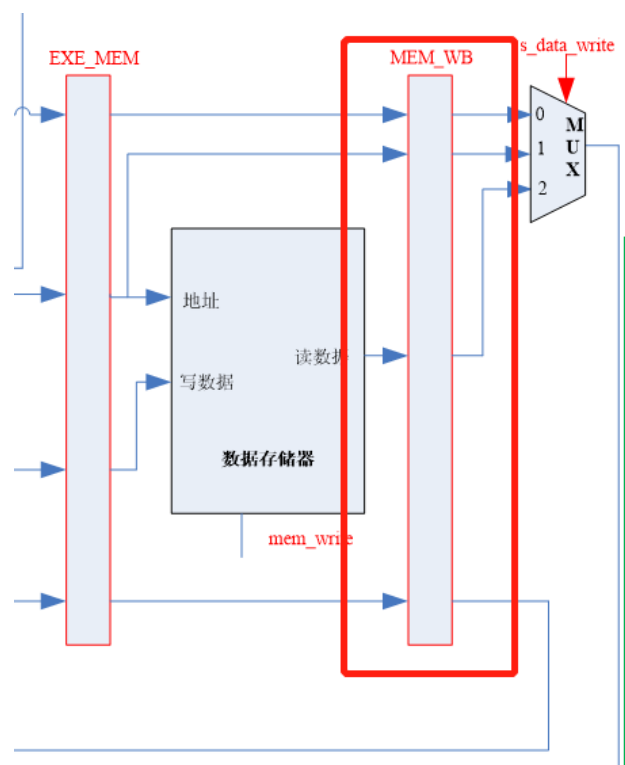 s_data_write
EXE_MEM
MEM_WB
0
1
2
M
U
X
地址
读数据
写数据
数据存储器
mem_write